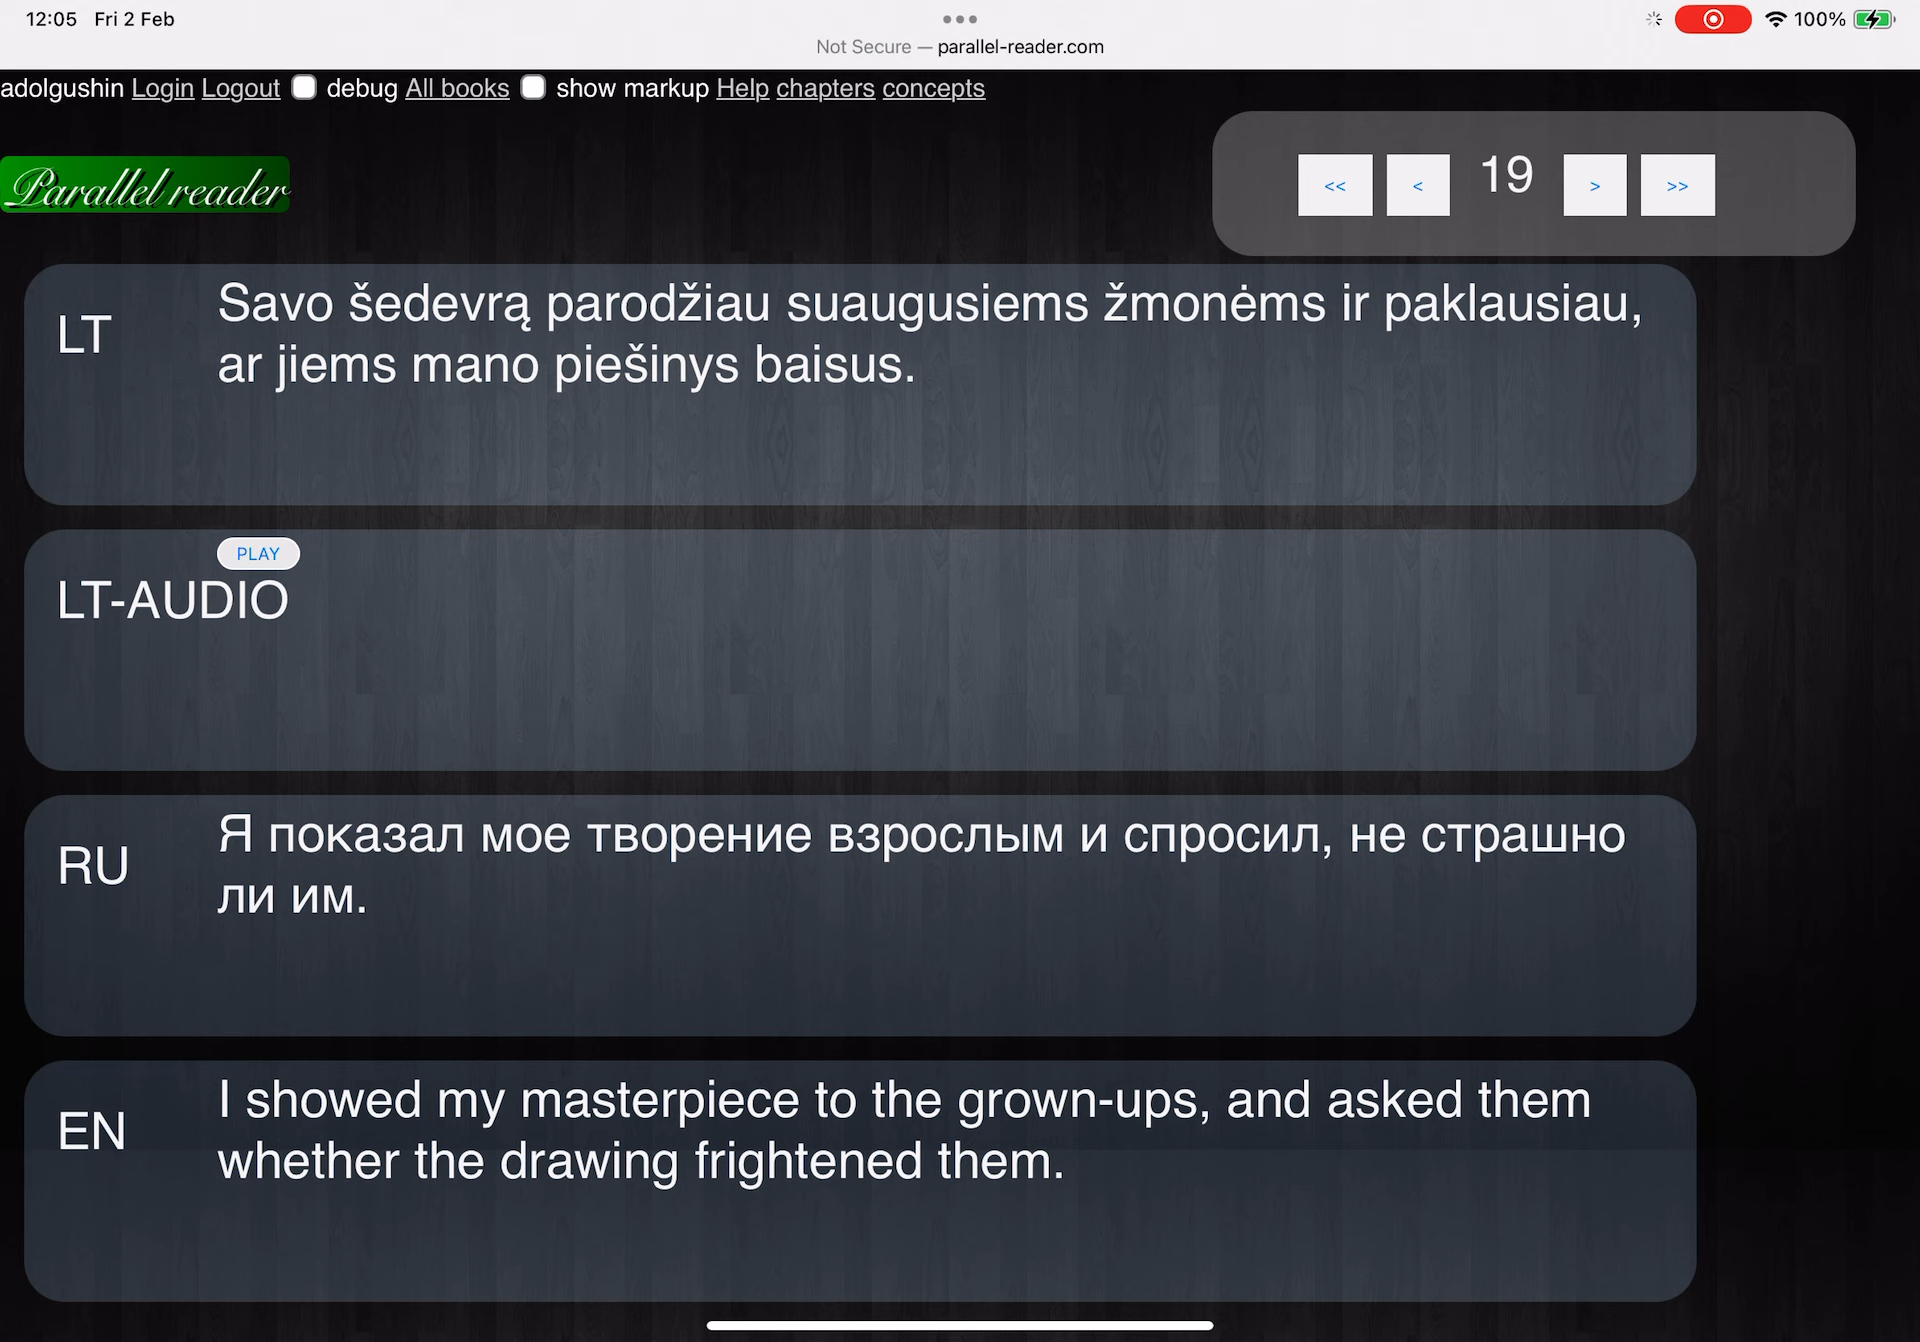 12:05 Fri 2 Feb
100%
Not Secure — parallel-reader.com
adolgushin Login Logout debug All books show markup Help chapters concepts
Parallel reader
<< < 19 > >>
LT
Savo šedevrą parodžiau suaugusiems žmonėms ir paklausiau,
ar jiems mano piešinys baisus.
PLAY
LT-AUDIO
RU
Я показал мое творение взрослым и спросил, не страшно
ли им.
EN
I showed my masterpiece to the grown-ups, and asked them
whether the drawing frightened them.